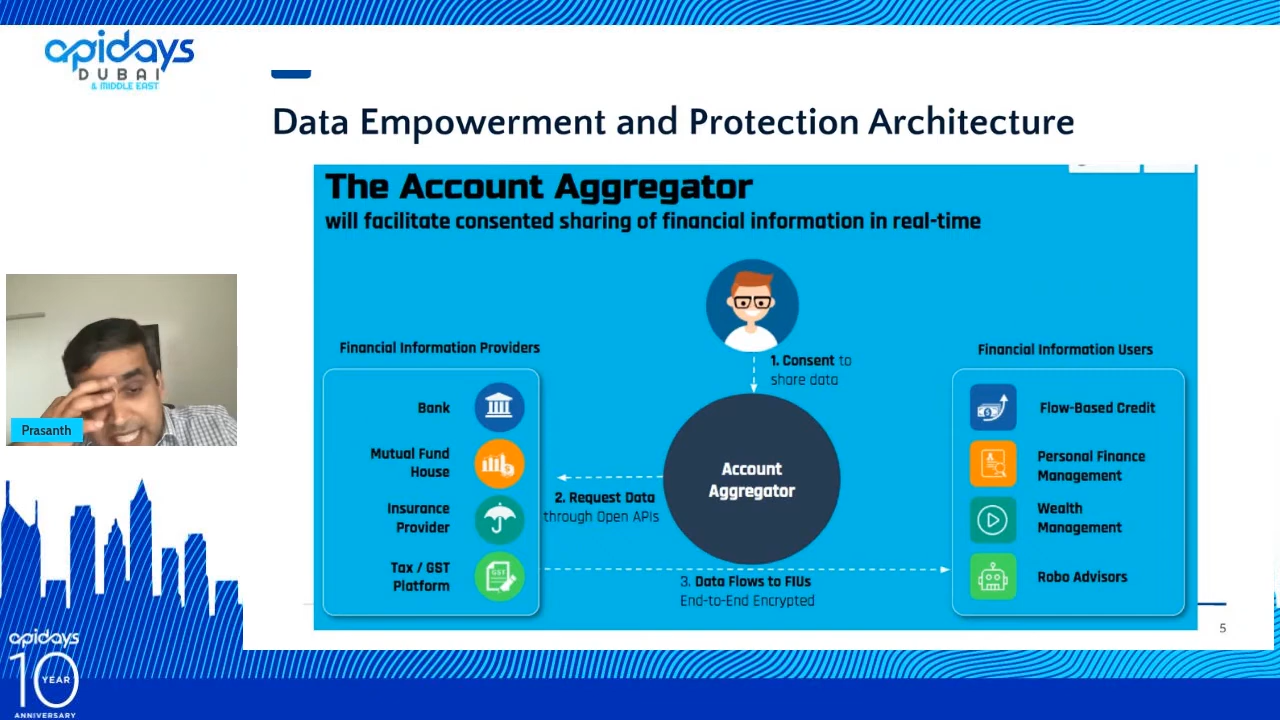 apidays
DUBAI
& MIDDLE EAST
Data Empowerment and Protection Architecture
The Account Aggregator
will facilitate consented sharing of financial information in real-time
1. Consent to
share data
Financial Information Providers
Bank
Mutual Fund
House
Insurance
Provider
Tax / GST
Platform
GST
Account
Aggregator
2. Request Data
through Open APIs
3. Data Flows to FIUs
End-to-End Encrypted
Financial Information Users
Flow-Based Credit
Personal Finance
Management
Wealth
Management
Robo Advisors
5
Prasanth
apidays
10
YEAR
ANNIVERSARY